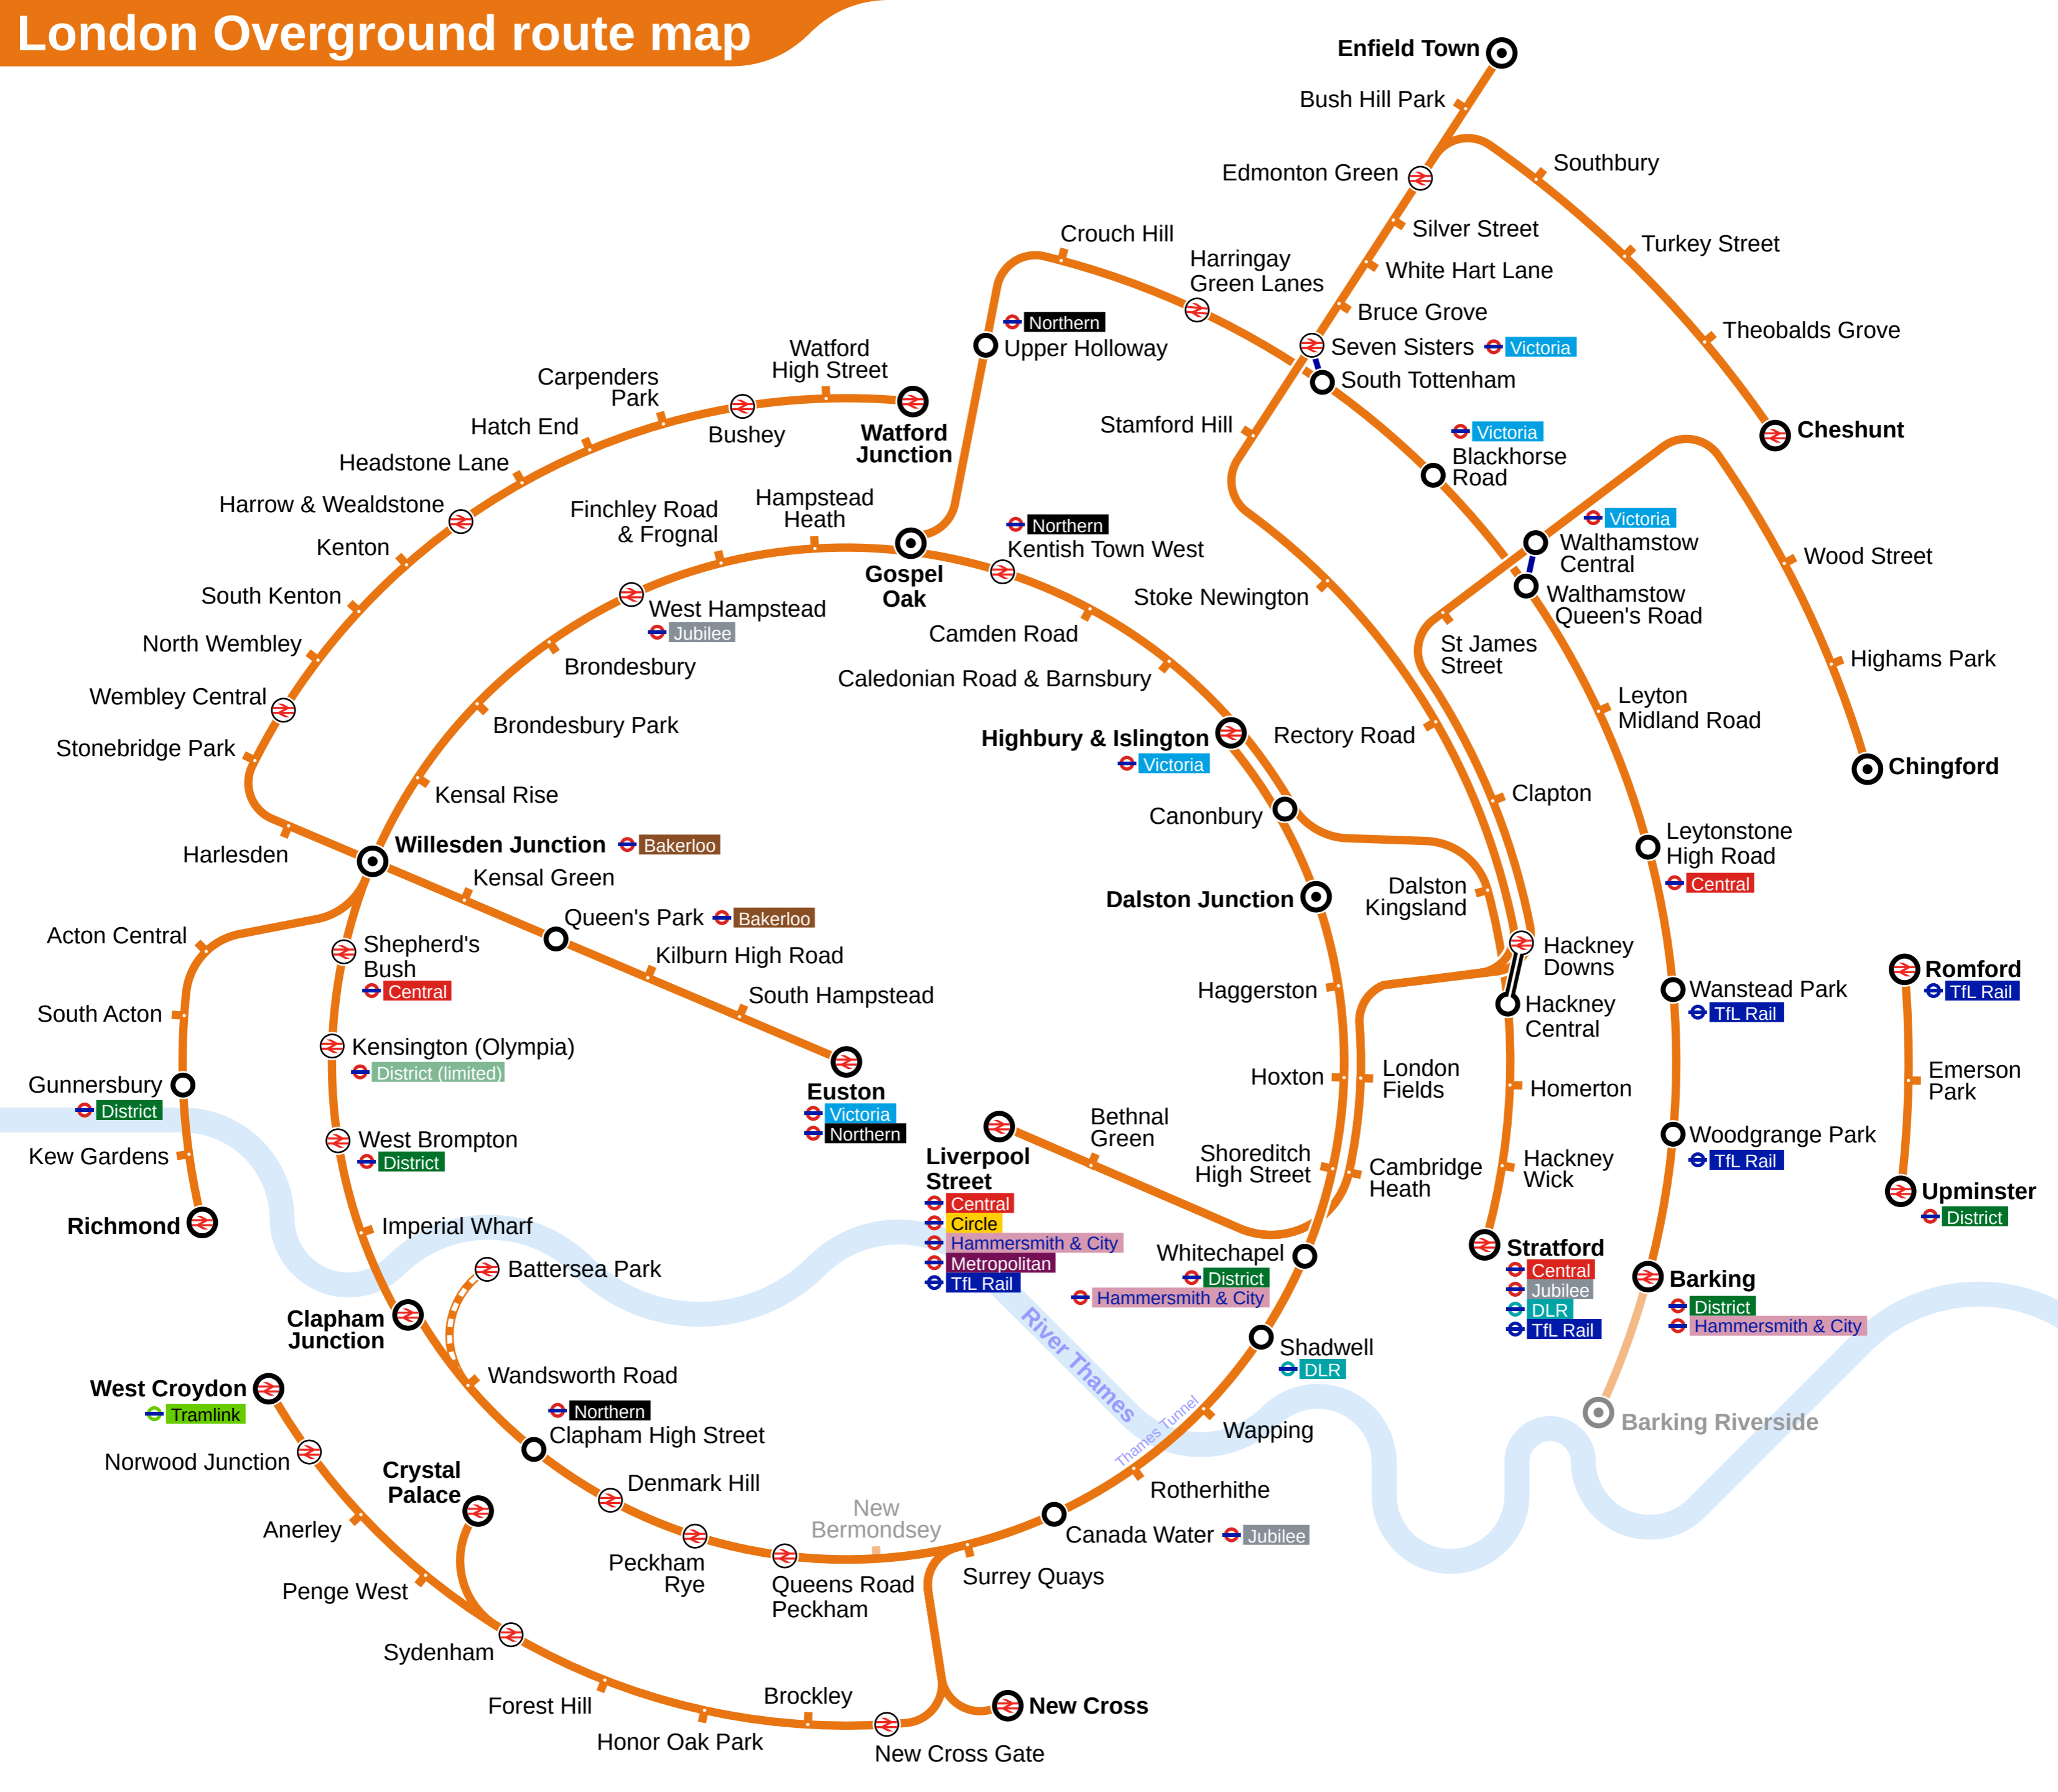 London Overground route map
Enfield Town
Bush Hill Park
Edmonton Green
Southbury
Silver Street
Turkey Street
White Hart Lane
Theobalds Grove
Bruce Grove
Cheshunt
Seven Sisters
Victoria
South Tottenham
Crouch Hill
Harringay
Green Lanes
Northern
Upper Holloway
Stamford Hill
Victoria
Blackhorse
Road
Victoria
Walthamstow
Central
Walthamstow
Queen's Road
Wood Street
Highams Park
Chingford
St James
Street
Stoke Newington
Rectory Road
Clapton
Leyton
Midland Road
Leytonstone
High Road
Central
Watford
High Street
Watford
Junction
Carpenders
Park
Bushey
Hatch End
Headstone Lane
Harrow & Wealdstone
Kenton
South Kenton
North Wembley
Wembley Central
Stonebridge Park
Harlesden
Finchley Road
& Frognal
Hampstead
Heath
Gospel
Oak
Northern
Kentish Town West
West Hampstead
Jubilee
Camden Road
Brondesbury
Caledonian Road & Barnsbury
Brondesbury Park
Highbury & Islington
Victoria
Kensal Rise
Canonbury
Willesden Junction
Bakerloo
Kensal Green
Queen's Park
Bakerloo
Kilburn High Road
South Hampstead
Euston
Victoria
Northern
Dalston Junction
Dalston
Kingsland
Hackney
Downs
Hackney
Central
Haggerston
Hoxton
London
Fields
Homerton
Shoreditch
High Street
Cambridge
Heath
Hackney
Wick
Wanstead Park
TfL Rail
Woodgrange Park
TfL Rail
Romford
TfL Rail
Emerson
Park
Upminster
District
Acton Central
South Acton
Gunnersbury
District
Kew Gardens
Richmond
Shepherd's
Bush
Central
Kensington (Olympia)
District (limited)
West Brompton
District
Imperial Wharf
Battersea Park
Clapham
Junction
Bethnal
Green
Liverpool
Street
Central
Circle
Hammersmith & City
Metropolitan
TfL Rail
Whitechapel
District
Hammersmith & City
Stratford
Central
Jubilee
DLR
TfL Rail
Barking
District
Hammersmith & City
Barking Riverside
Shadwell
DLR
River Thames
Thames Tunnel
Wapping
Rotherhithe
Canada Water
Jubilee
Surrey Quays
Wandsworth Road
Northern
Clapham High Street
Denmark Hill
Peckham
Rye
Queens Road
Peckham
New
Bermondsey
West Croydon
Tramlink
Norwood Junction
Crystal
Palace
Anerley
Penge West
Sydenham
Forest Hill
Honor Oak Park
Brockley
New Cross Gate
New Cross